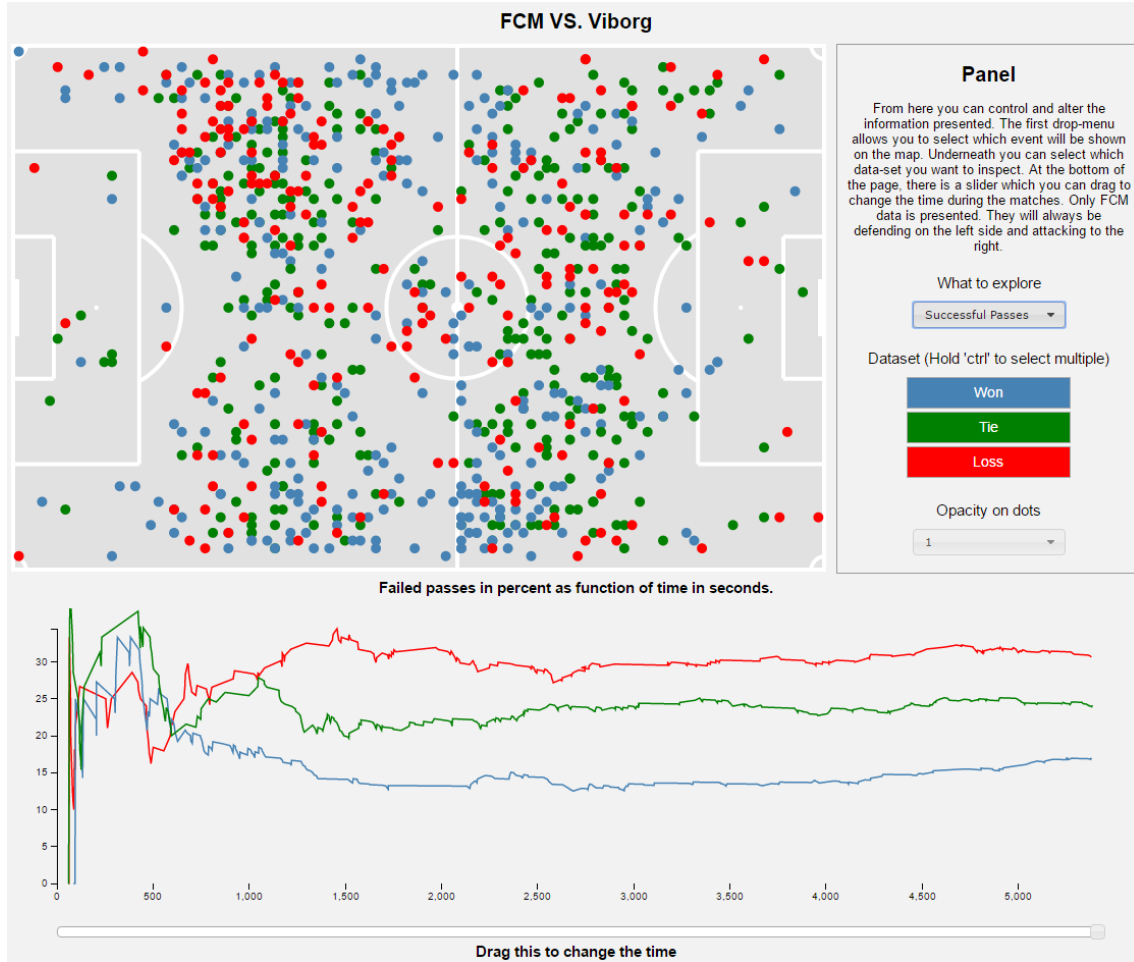 FCM VS. Viborg
Panel
From here you can control and alter the
information presented. The first drop-menu
allows you to select which event will be shown
on the map. Underneath you can select which
data-set you want to inspect. At the bottom of
the page, there is a slider which you can drag to
change the time during the matches. Only FCM
data is presented. They will always be
defending on the left side and attacking to the
right.
What to explore
Successful Passes
Dataset (Hold 'ctrl' to select multiple)
Won
Tie
Loss
Opacity on dots
1
Failed passes in percent as function of time in seconds.
30
25
20
15
10
5
0
0 500 1,000 1,500 2,000 2,500 3,000 3,500 4,000 4,500 5,000
Drag this to change the time